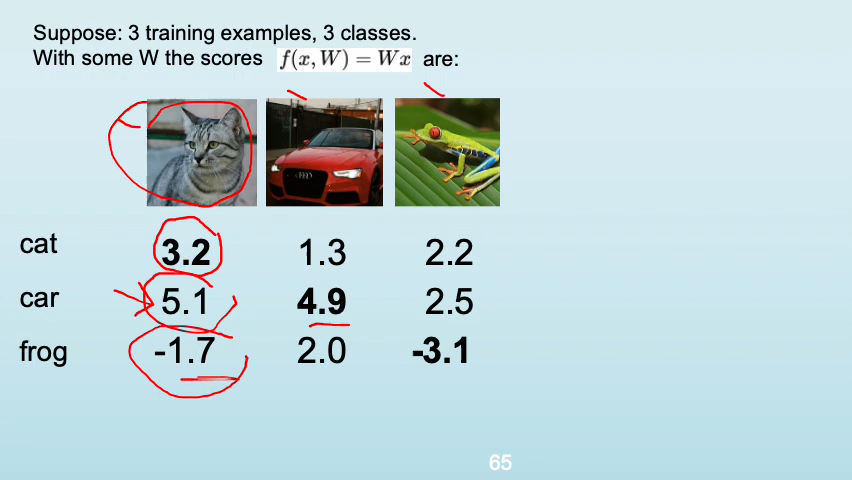 Suppose: 3 training examples, 3 classes.
With some W the scores f(x, W) = Wx are:
cat 3.2 1.3 2.2
car 5.1 4.9 2.5
frog -1.7 2.0 -3.1
65